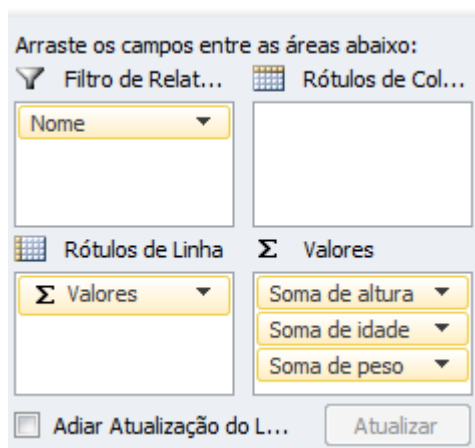 Arraste os campos entre as áreas abaixo:
Filtro de Relat... Rótulos de Col...
Nome
Rótulos de Linha Σ Valores
Σ Valores Soma de altura
Soma de idade
Soma de peso
Adiar Atualização do L... Atualizar